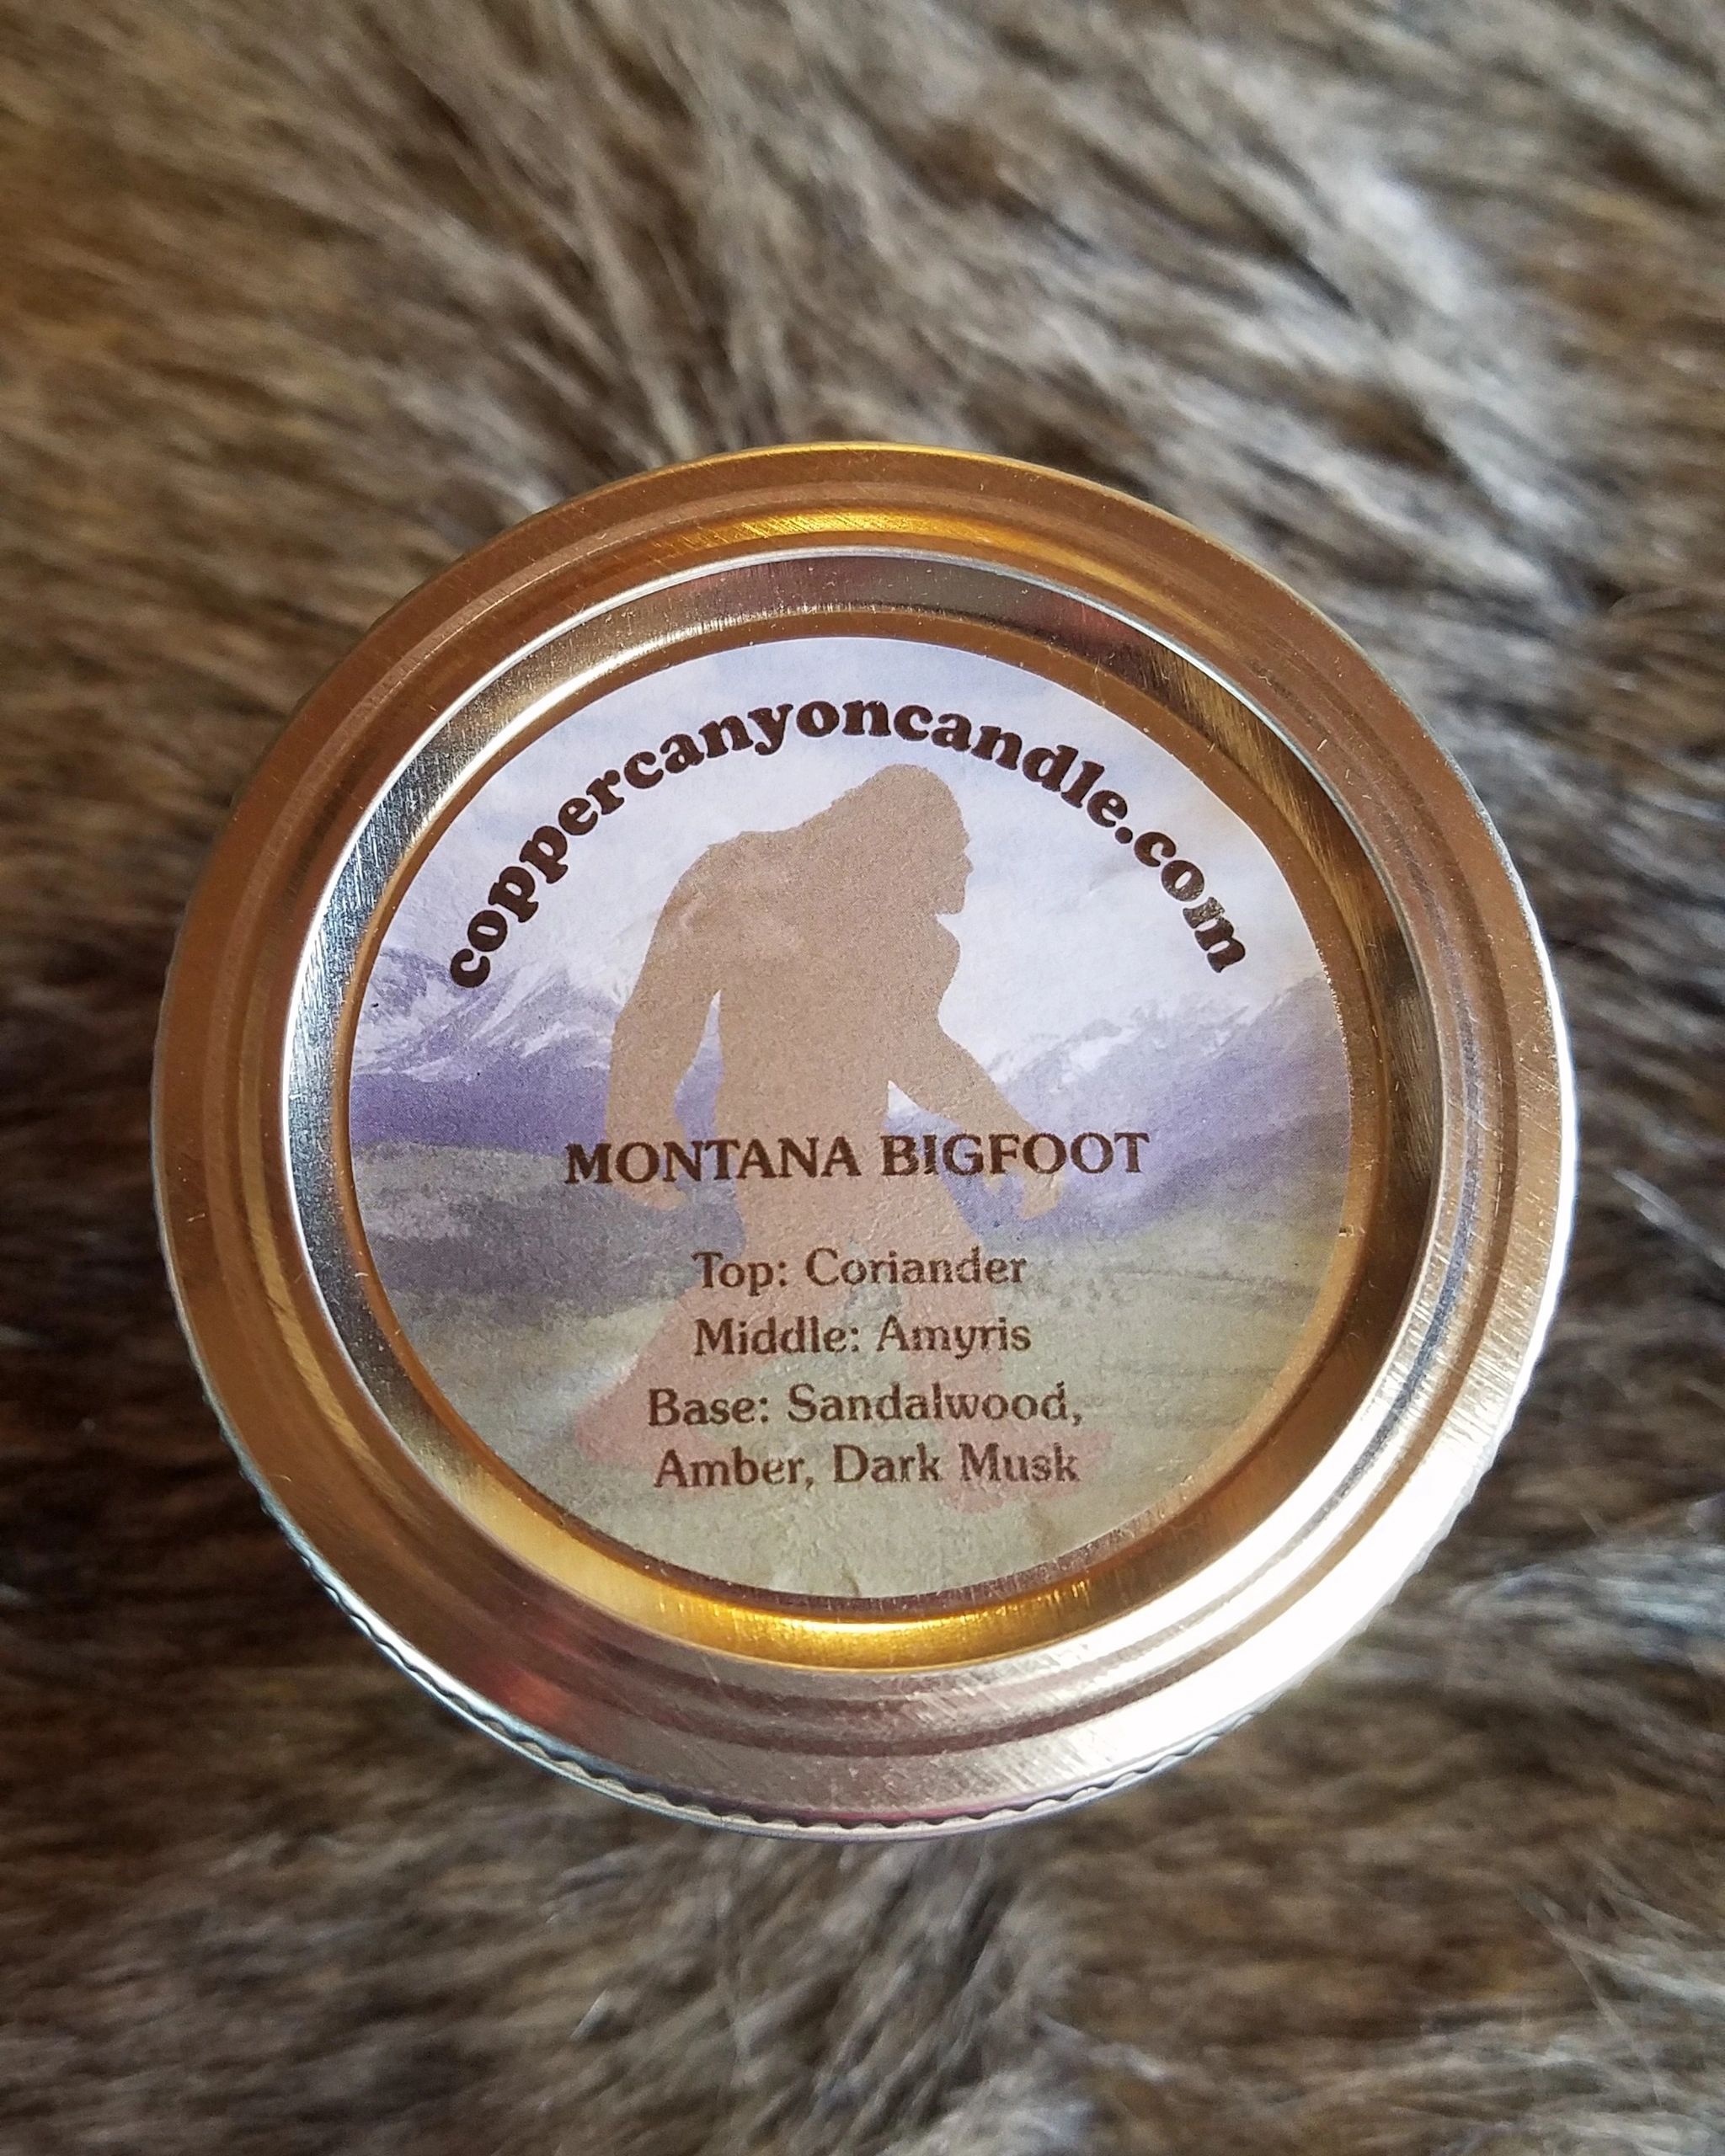 coppercanyoncandle.com
MONTANA BIGFOOT
Top: Coriander
Middle: Amyris
Base: Sandalwood,
Amber, Dark Musk